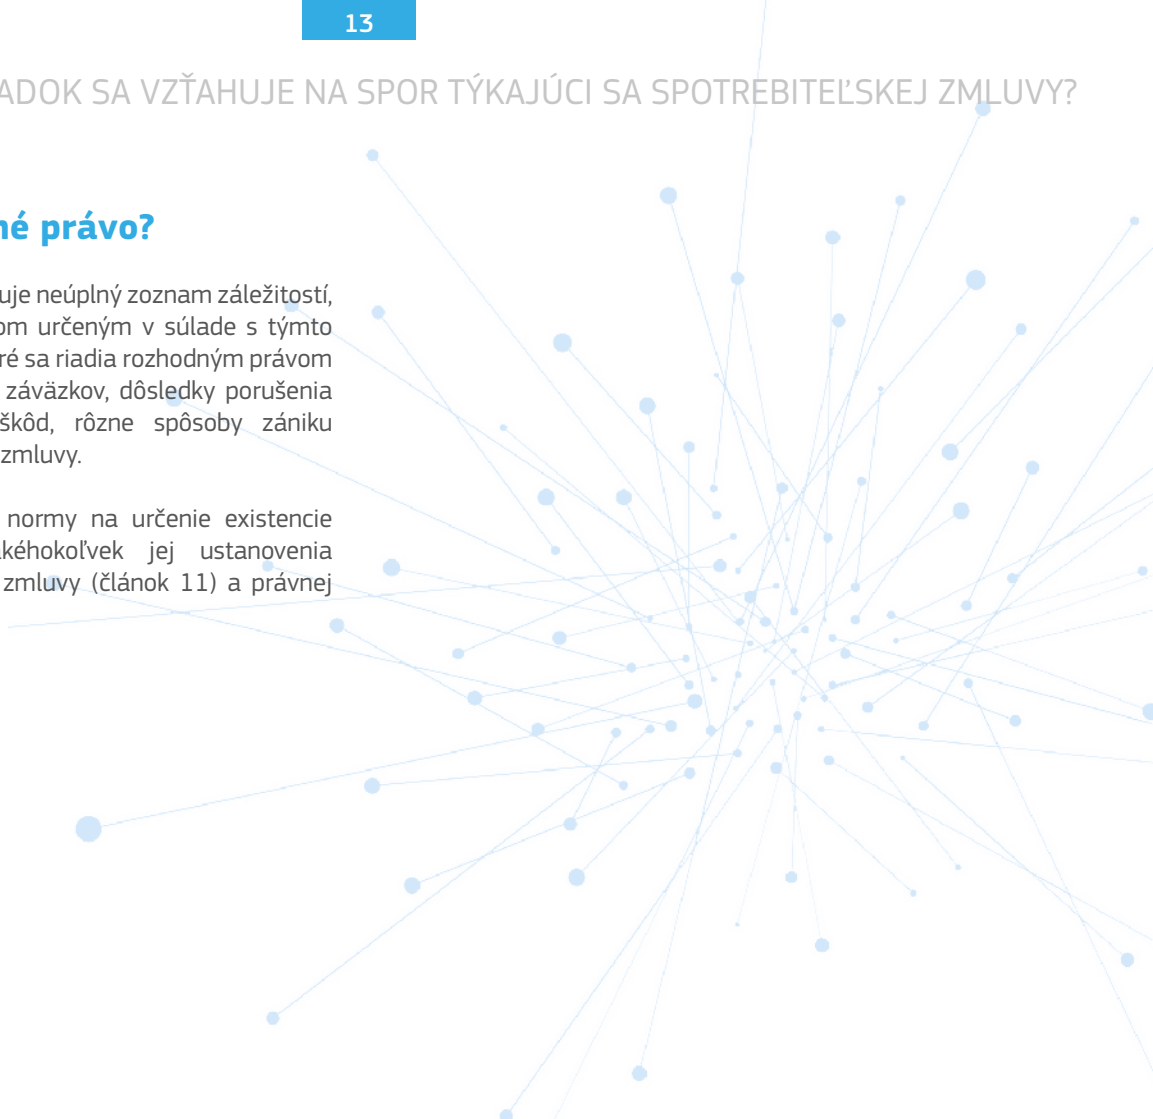 13
ADOK SA VZŤAHUJE NA SPOR TÝKAJÚCI SA SPOTREBITEĽSKEJ ZMLUVY?
né právo?
uje neúplný zoznam záležitostí,
om určeným v súlade s týmto
ré sa riadia rozhodným právom
záväzkov, dôsledky porušenia
škôd, rôzne spôsoby zániku
zmluvy.
normy na určenie existencie
akéhokoľvek jej ustanovenia
zmluvy (článok 11) a právnej